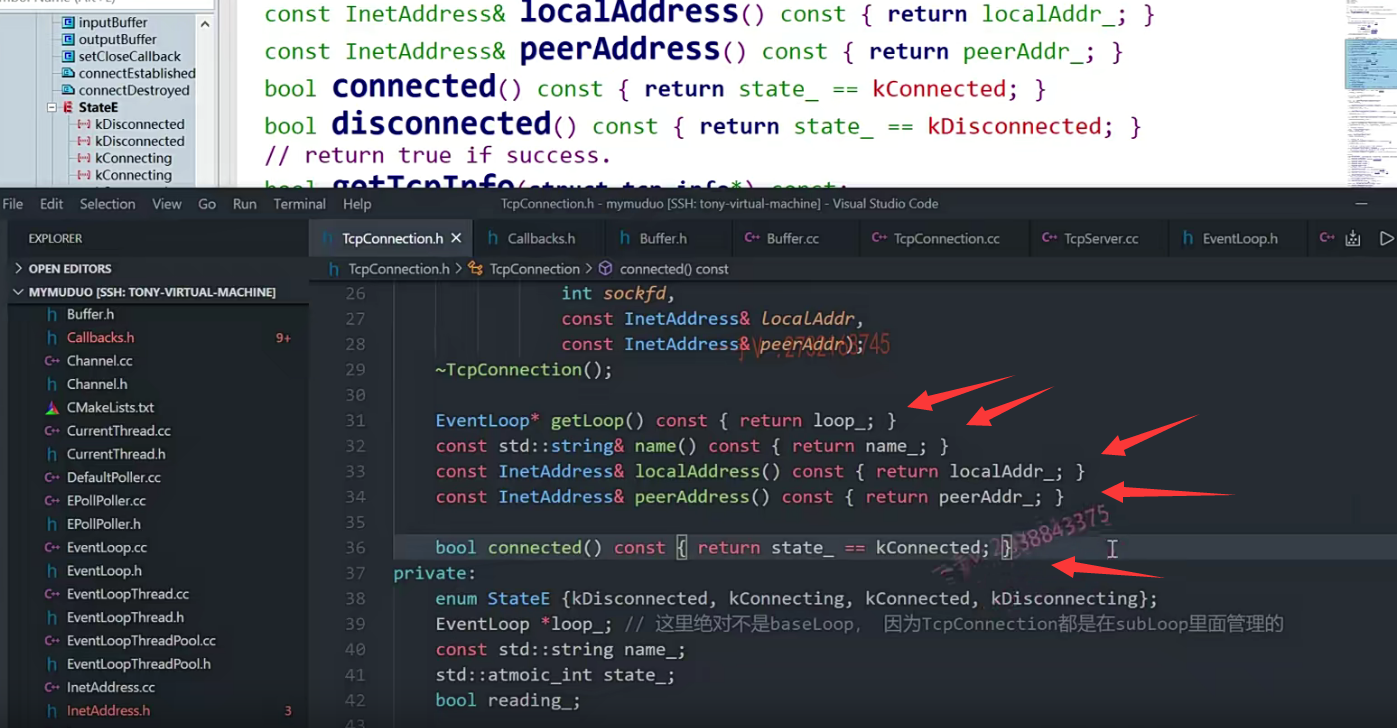 inputBuffer
outputBuffer
setCloseCallback
connectEstablished
connectDestroyed
StateE
kDisconnected
kDisconnected
kConnecting
kConnecting
const InetAddress& localAddress() const { return localAddr_; }
const InetAddress& peerAddress() const { return peerAddr_; }
bool connected() const { return state_ == kConnected; }
bool disconnected() const { return state_ == kDisconnected; }
// return true if success.
bool getTcpInfo(struct tcp_info*) const;
File Edit Selection View Go Run Terminal Help
TcpConnection.h - mymuduo [SSH: tony-virtual-machine] - Visual Studio Code
EXPLORER
TcpConnection.h Callbacks.h Buffer.h Buffer.cc TcpConnection.cc TcpServer.cc EventLoop.h
OPEN EDITORS
MYMUDUO [SSH: TONY-VIRTUAL-MACHINE]
Buffer.h
Callbacks.h 9+
Channel.cc
Channel.h
CMakeLists.txt
CurrentThread.cc
CurrentThread.h
DefaultPoller.cc
EPollPoller.cc
EPollPoller.h
EventLoop.cc
EventLoop.h
EventLoopThread.cc
EventLoopThread.h
EventLoopThreadPool.cc
EventLoopThreadPool.h
InetAddress.cc
InetAddress.h 3
TcpConnection.h > TcpConnection > connected() const
26 int sockfd,
27 const InetAddress& localAddr,
28 const InetAddress& peerAddr);
29 ~TcpConnection();
30
31 EventLoop* getLoop() const { return loop_; }
32 const std::string& name() const { return name_; }
33 const InetAddress& localAddress() const { return localAddr_; }
34 const InetAddress& peerAddress() const { return peerAddr_; }
35
36 bool connected() const { return state_ == kConnected; }
37 private:
38 enum StateE {kDisconnected, kConnecting, kConnected, kDisconnecting};
39 EventLoop *loop_; // 这里绝对不是baseLoop, 因为TcpConnection都是在subLoop里面管理的
40 const std::string name_;
41 std::atmoic_int state_;
42 bool reading_;
43